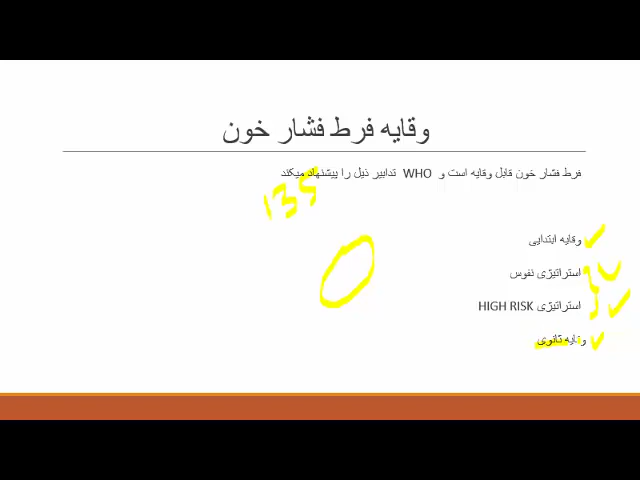 وقایه فرط فشار خون
فرط فشار خون قابل وقایه است و WHO تدابیر ذیل را پیشنهاد میکند
135
وقایه ابتدایی
استراتیژی نفوس
استراتیژی HIGH RISK
وقایه ثانوی